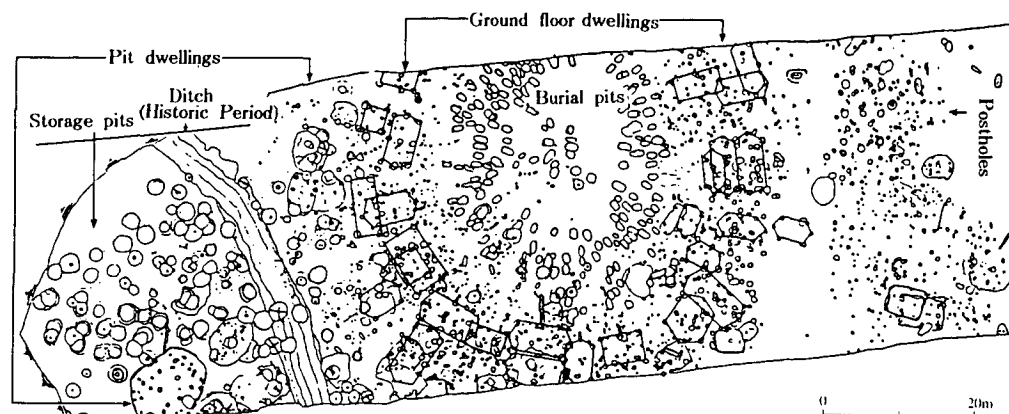 Ground floor dwellings
Pit dwellings
Ditch
(Historic Period)
Storage pits
Burial pits
Postholes
0 20m